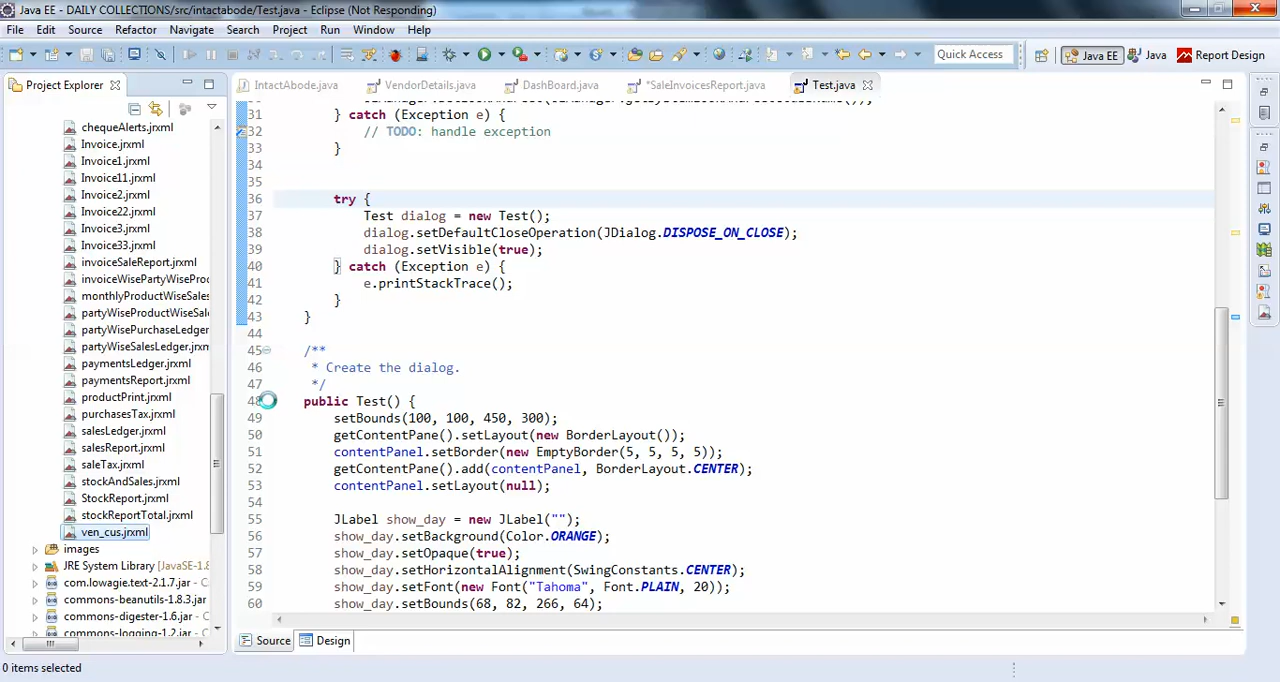 Java EE - DAILY COLLECTIONS/src/intactabode/Test.java - Eclipse (Not Responding)
File Edit Source Refactor Navigate Search Project Run Window Help
Quick Access Java EE Java Report Design
Project Explorer
IntactAbode.java VendorDetails.java DashBoard.java *SaleInvoicesReport.java Test.java
chequeAlerts.jrxml
Invoice.jrxml
Invoice1.jrxml
Invoice11.jrxml
Invoice2.jrxml
Invoice22.jrxml
Invoice3.jrxml
Invoice33.jrxml
invoiceSaleReport.jrxml
invoiceWisePartyWiseProd
monthlyProductWiseSales
partyWiseProductWiseSale
partyWisePurchaseLedger
partyWiseSalesLedger.jrxm
paymentsLedger.jrxml
paymentsReport.jrxml
productPrint.jrxml
purchasesTax.jrxml
salesLedger.jrxml
salesReport.jrxml
saleTax.jrxml
stockAndSales.jrxml
StockReport.jrxml
stockReportTotal.jrxml
ven_cus.jrxml
images
JRE System Library [JavaSE-1.8
com.lowagie.text-2.1.7.jar - C
commons-beanutils-1.8.3.jar
commons-digester-1.6.jar - C
commons-logging-1.2.jar - C
31 } catch (Exception e) {
32 // TODO: handle exception
33 }
34
35
36 try {
37 Test dialog = new Test();
38 dialog.setDefaultCloseOperation(JDialog.DISPOSE_ON_CLOSE);
39 dialog.setVisible(true);
40 } catch (Exception e) {
41 e.printStackTrace();
42 }
43 }
44
45 /**
46 * Create the dialog.
47 */
48 public Test() {
49 setBounds(100, 100, 450, 300);
50 getContentPane().setLayout(new BorderLayout());
51 contentPanel.setBorder(new EmptyBorder(5, 5, 5, 5));
52 getContentPane().add(contentPanel, BorderLayout.CENTER);
53 contentPanel.setLayout(null);
54
55 JLabel show_day = new JLabel("");
56 show_day.setBackground(Color.ORANGE);
57 show_day.setOpaque(true);
58 show_day.setHorizontalAlignment(SwingConstants.CENTER);
59 show_day.setFont(new Font("Tahoma", Font.PLAIN, 20));
60 show_day.setBounds(68, 82, 266, 64);
Source Design
0 items selected